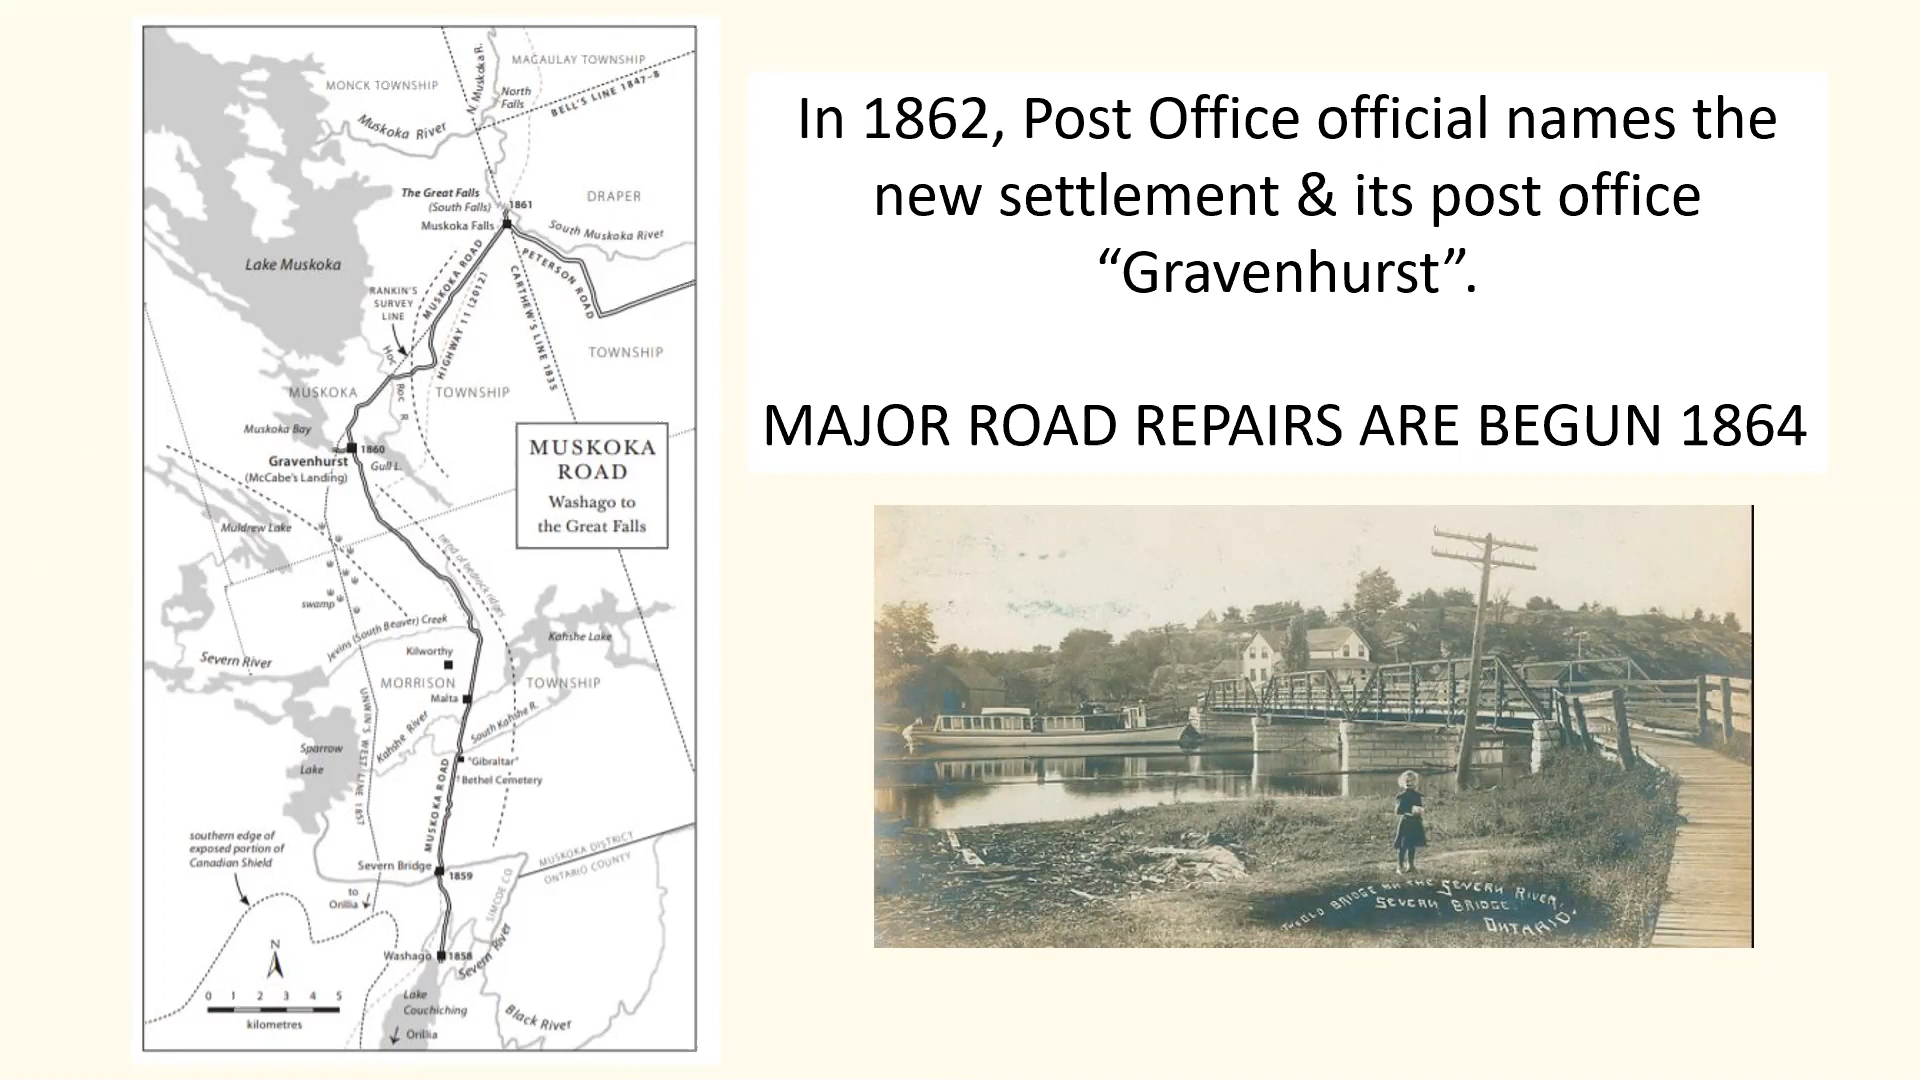 In 1862, Post Office official names the
new settlement & its post office
“Gravenhurst”.
MAJOR ROAD REPAIRS ARE BEGUN 1864
MACAULAY TOWNSHIP
MONCK TOWNSHIP
N. Muskoka R.
North
Falls
BELL'S LINE 1847–8
Muskoka River
The Great Falls
(South Falls)
1861
DRAPER
Muskoka Falls
South Muskoka River
Lake Muskoka
MUSKOKA ROAD
PETERSON ROAD
RANKIN'S
SURVEY
LINE
HIGHWAY 11 (2012)
CARTHEW'S LINE 1835
Hoc
Roc R.
TOWNSHIP
MUSKOKA
TOWNSHIP
Muskoka Bay
1860
Gravenhurst
Gull L.
(McCabe's Landing)
MUSKOKA
ROAD
Washago to
the Great Falls
Muldrew Lake
trend of bedrock ridges
swamp
Jevins (South Beaver) Creek
Kahshe Lake
Severn River
Kilworthy
MORRISON
TOWNSHIP
Malta
UNWIN'S WEST LINE 1857
Kahshe River
South Kahshe R.
Sparrow
Lake
"Gibraltar"
†Bethel Cemetery
MUSKOKA ROAD
southern edge of
exposed portion of
Canadian Shield
MUSKOKA DISTRICT
ONTARIO COUNTY
Severn Bridge
1859
SIMCOE CO.
to
Orillia
N
Washago
1858
Severn River
0 1 2 3 4 5
kilometres
Lake
Couchiching
Orillia
Black River
THE OLD BRIDGE ON THE SEVERN RIVER,
SEVERN BRIDGE.
ONTARIO.